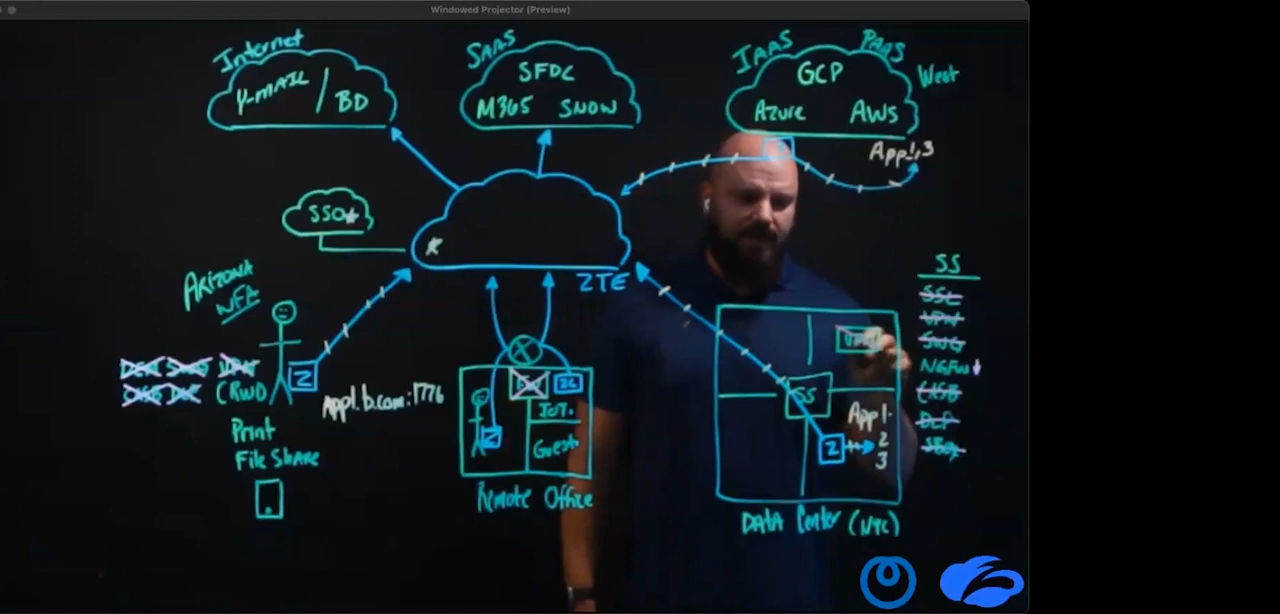 Windowed Projector (Preview)
Internet
Y-MAIL / BD
SAAS
SFDC
M365 SNOW
IAAS PAAS
GCP
West
Azure AWS
App1,3
SSO
ZTE
Arizona
NFA
CRWD
App1.b.com:1776
Print
File Share
Z
IoT.
Guest
Z
Remote Office
SS
App1.
2
3
Z
DATA Center (NYC)
SS
SSL
VPN
SWG
NGFW
CASB
DLP